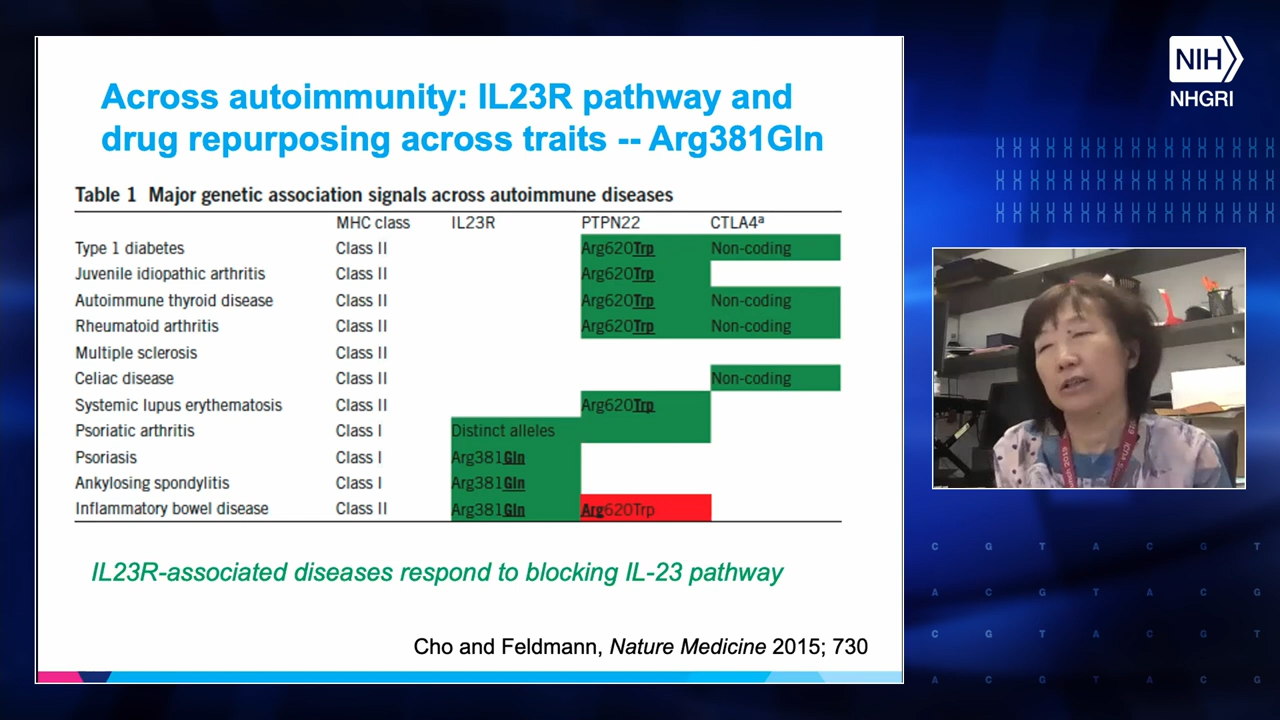 Across autoimmunity: IL23R pathway and
drug repurposing across traits -- Arg381Gln
Table 1 Major genetic association signals across autoimmune diseases
MHC class IL23R PTPN22 CTLA4ª
Type 1 diabetes Class II Arg620Trp Non-coding
Juvenile idiopathic arthritis Class II Arg620Trp
Autoimmune thyroid disease Class II Arg620Trp Non-coding
Rheumatoid arthritis Class II Arg620Trp Non-coding
Multiple sclerosis Class II
Celiac disease Class II Non-coding
Systemic lupus erythematosis Class II Arg620Trp
Psoriatic arthritis Class I Distinct alleles
Psoriasis Class I Arg381Gln
Ankylosing spondylitis Class I Arg381Gln
Inflammatory bowel disease Class II Arg381Gln Arg620Trp
IL23R-associated diseases respond to blocking IL-23 pathway
Cho and Feldmann, Nature Medicine 2015; 730
NIH
NHGRI
C G T A C G T
A C G T A C G
C G T A C G T
A C G T A C G